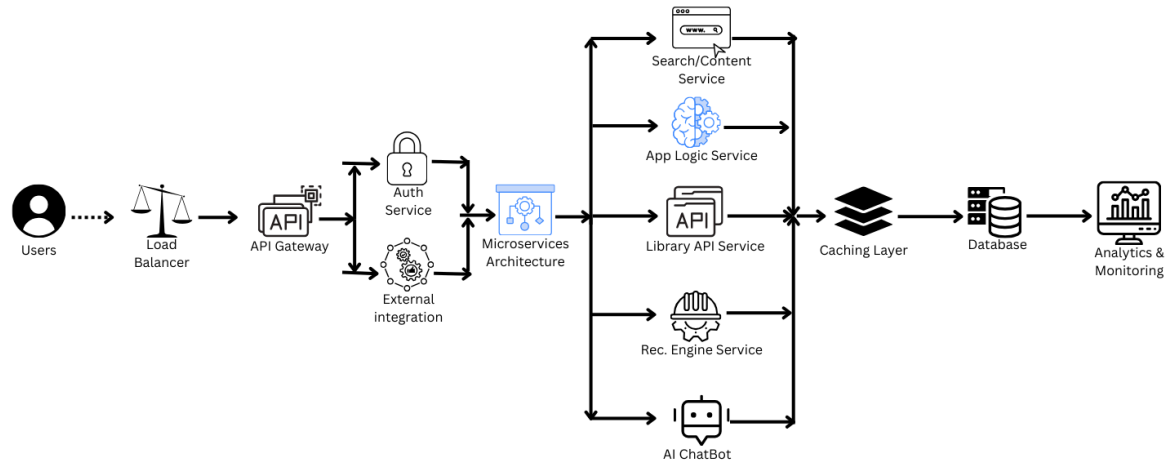 www.
Search/Content
Service
App Logic Service
Auth
Service
API
API
Users
Load
Balancer
API Gateway
Microservices
Architecture
Library API Service
Caching Layer
Database
Analytics &
Monitoring
External
integration
Rec. Engine Service
AI ChatBot